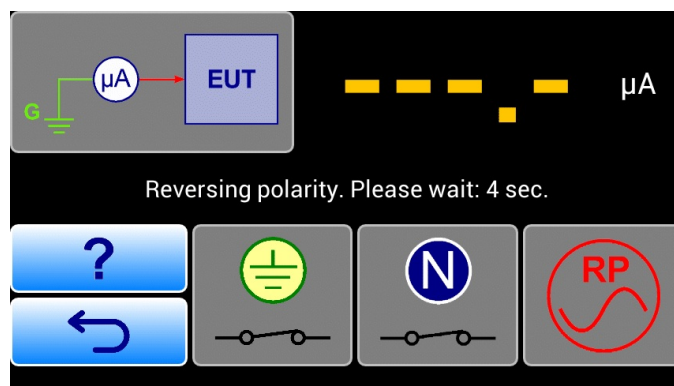 µA
EUT
G
---.- µA
Reversing polarity. Please wait: 4 sec.
?
N
RP